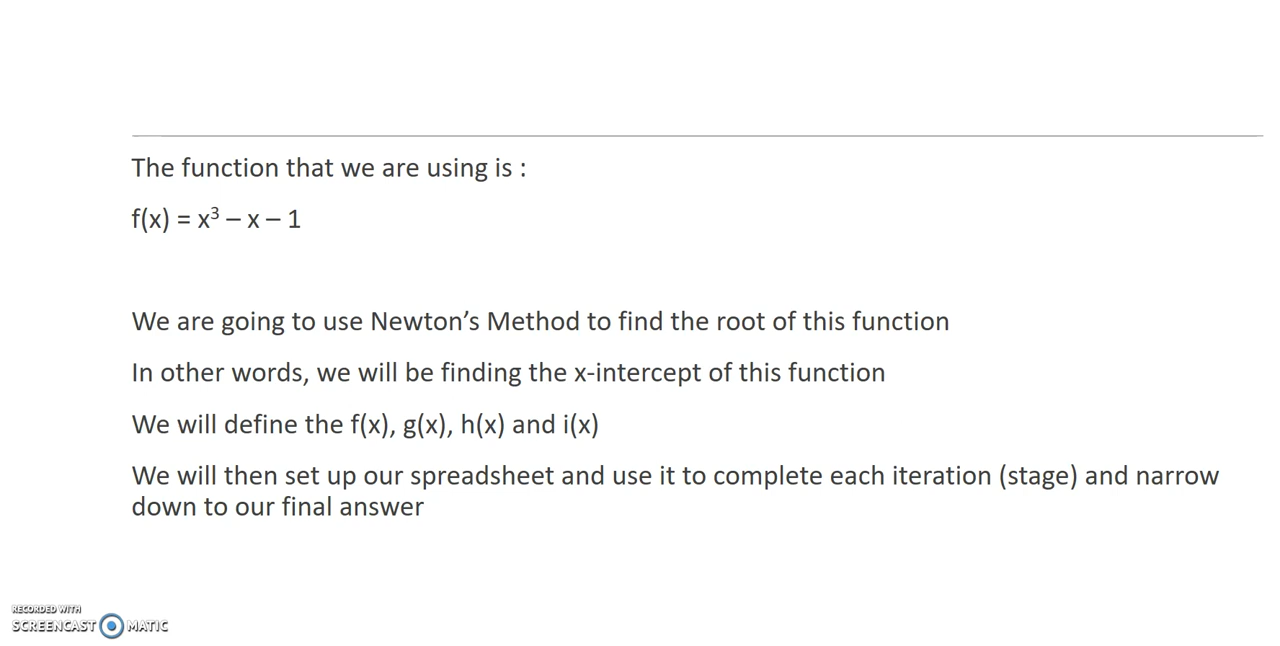 The function that we are using is :
f(x) = x³ – x – 1
We are going to use Newton’s Method to find the root of this function
In other words, we will be finding the x-intercept of this function
We will define the f(x), g(x), h(x) and i(x)
We will then set up our spreadsheet and use it to complete each iteration (stage) and narrow
down to our final answer
RECORDED WITH
SCREENCAST MATIC